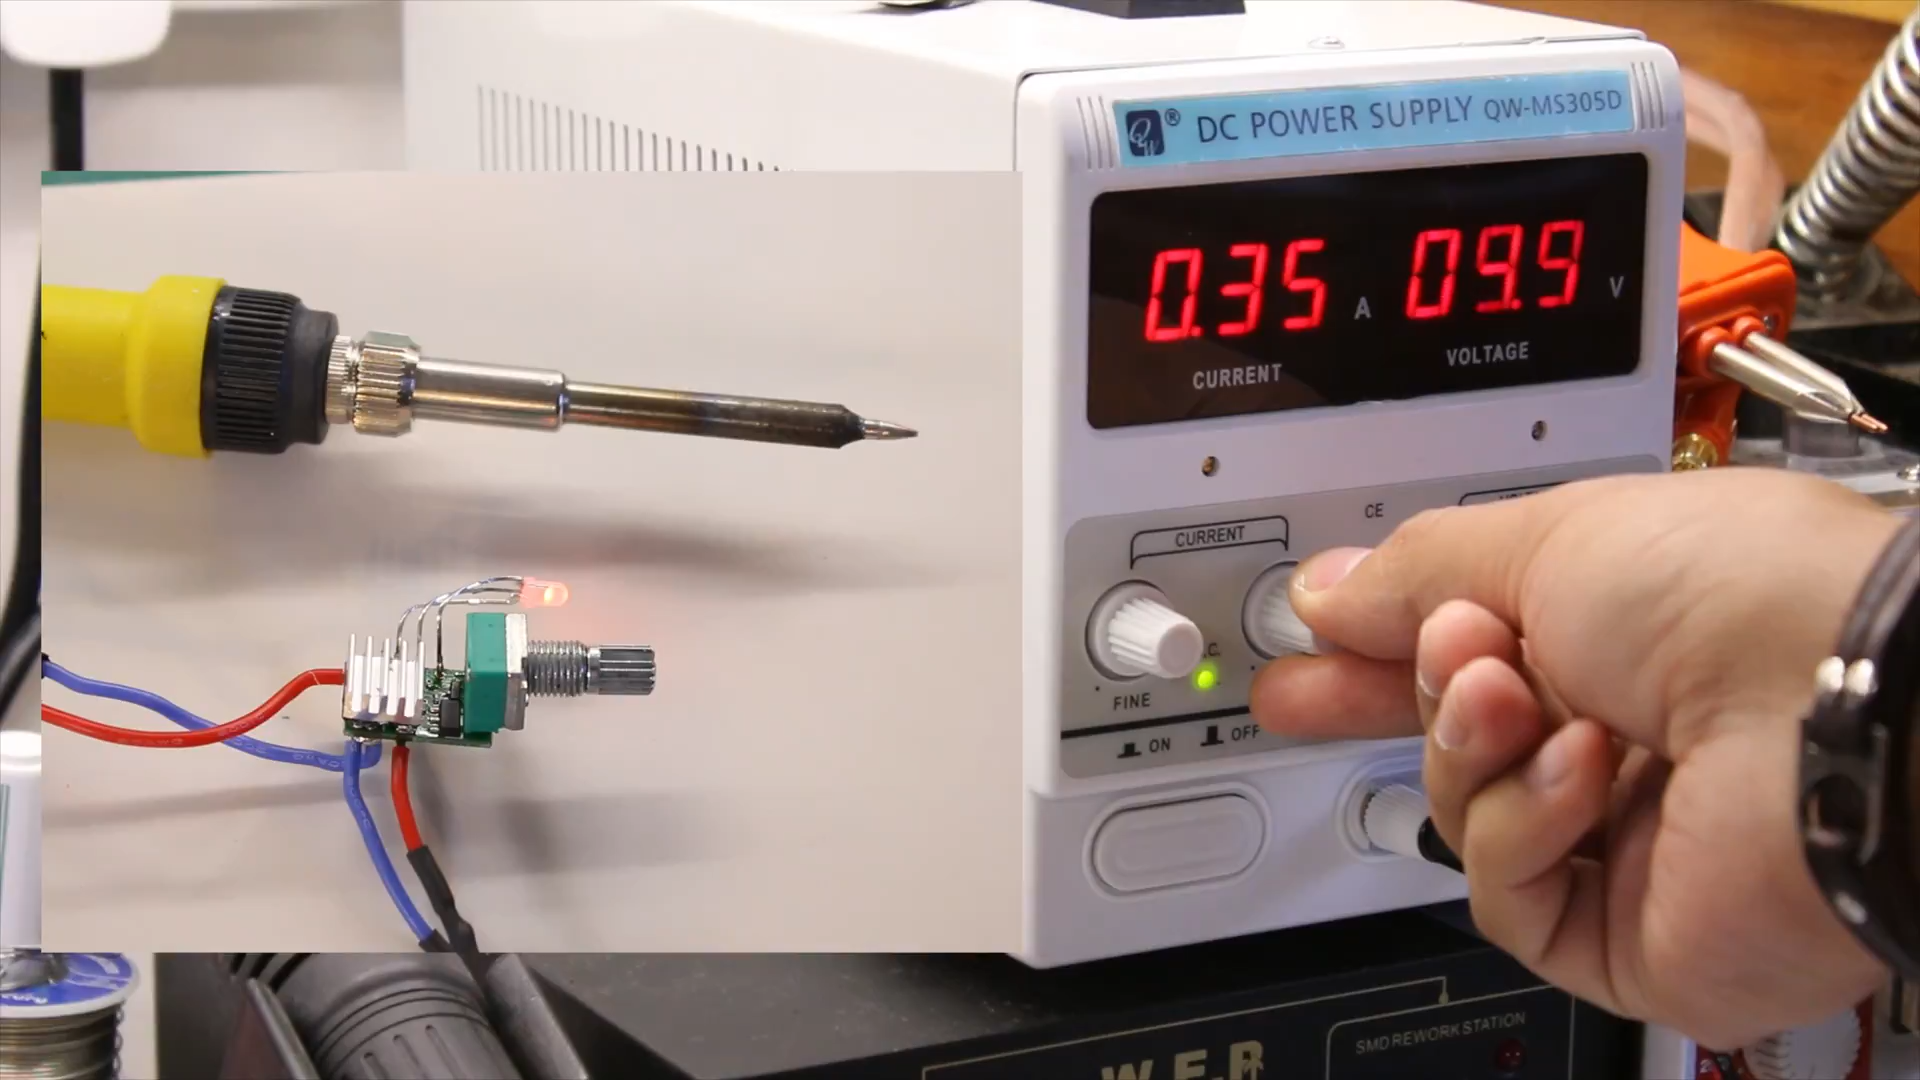 QW ® DC POWER SUPPLY QW-MS305D
0.35 A 09.9 V
CURRENT VOLTAGE
CE
CURRENT
C.C.
FINE
ON OFF
W.E.P
SMD REWORK STATION